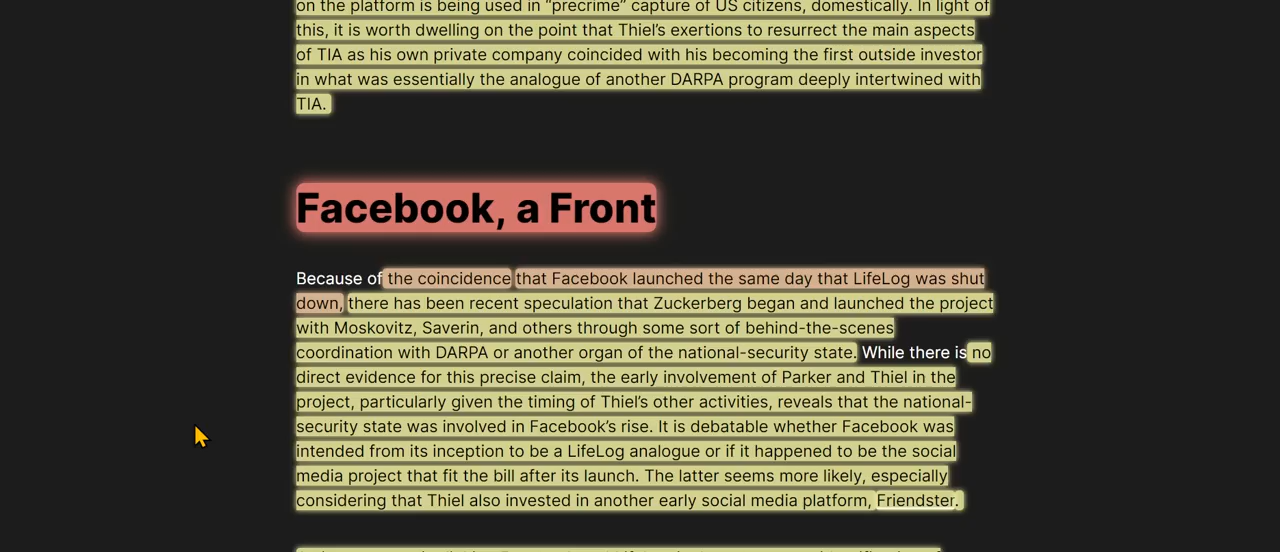 on the platform is being used in “precrime” capture of US citizens, domestically. In light of
this, it is worth dwelling on the point that Thiel’s exertions to resurrect the main aspects
of TIA as his own private company coincided with his becoming the first outside investor
in what was essentially the analogue of another DARPA program deeply intertwined with
TIA.
Facebook, a Front
Because of the coincidence that Facebook launched the same day that LifeLog was shut
down, there has been recent speculation that Zuckerberg began and launched the project
with Moskovitz, Saverin, and others through some sort of behind-the-scenes
coordination with DARPA or another organ of the national-security state. While there is no
direct evidence for this precise claim, the early involvement of Parker and Thiel in the
project, particularly given the timing of Thiel’s other activities, reveals that the national-
security state was involved in Facebook’s rise. It is debatable whether Facebook was
intended from its inception to be a LifeLog analogue or if it happened to be the social
media project that fit the bill after its launch. The latter seems more likely, especially
considering that Thiel also invested in another early social media platform, Friendster.